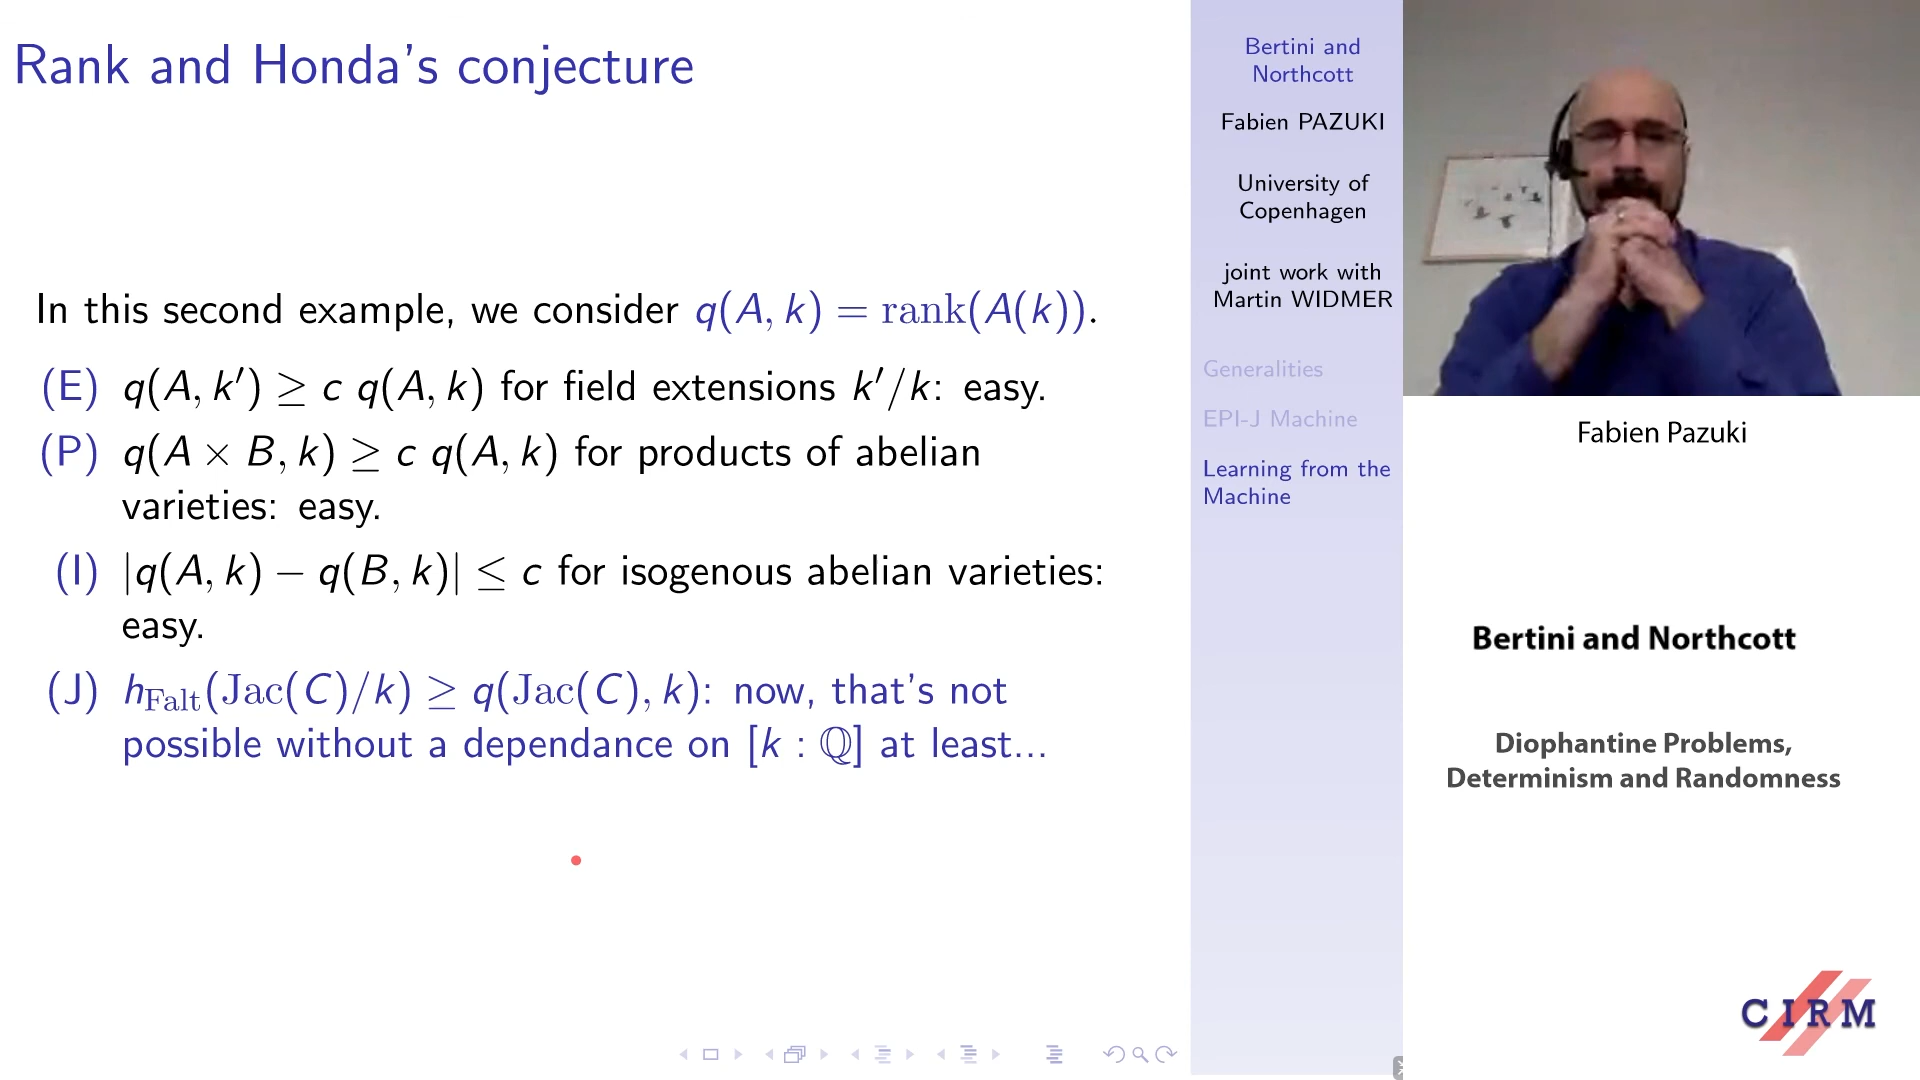 Rank and Honda's conjecture
In this second example, we consider q(A, k) = rank(A(k)).
(E) q(A, k′) ≥ c q(A, k) for field extensions k′/k: easy.
(P) q(A × B, k) ≥ c q(A, k) for products of abelian
varieties: easy.
(I) |q(A, k) − q(B, k)| ≤ c for isogenous abelian varieties:
easy.
(J) h_Falt(Jac(C)/k) ≥ q(Jac(C), k): now, that's not
possible without a dependance on [k : ℚ] at least...
Bertini and
Northcott
Fabien PAZUKI
University of
Copenhagen
joint work with
Martin WIDMER
Generalities
EPI-J Machine
Learning from the
Machine
Fabien Pazuki
Bertini and Northcott
Diophantine Problems,
Determinism and Randomness
CIRM